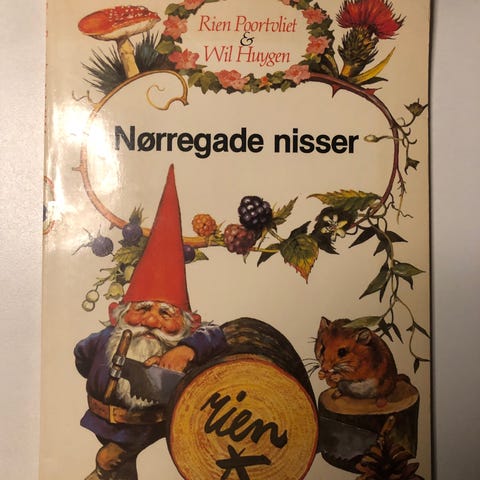 Rien Poortvliet
&
Wil Huygen
Nørregade nisser
rien